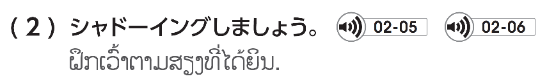 (2) シャドーイングしましょう。 02-05 02-06
ຝຶກເວົ້າຕາມສຽງທີ່ໄດ້ຍິນ.